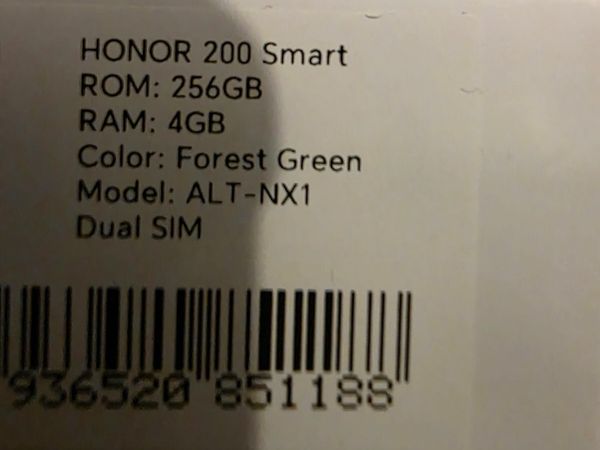 HONOR 200 Smart
ROM: 256GB
RAM: 4GB
Color: Forest Green
Model: ALT-NX1
Dual SIM
936520 851188